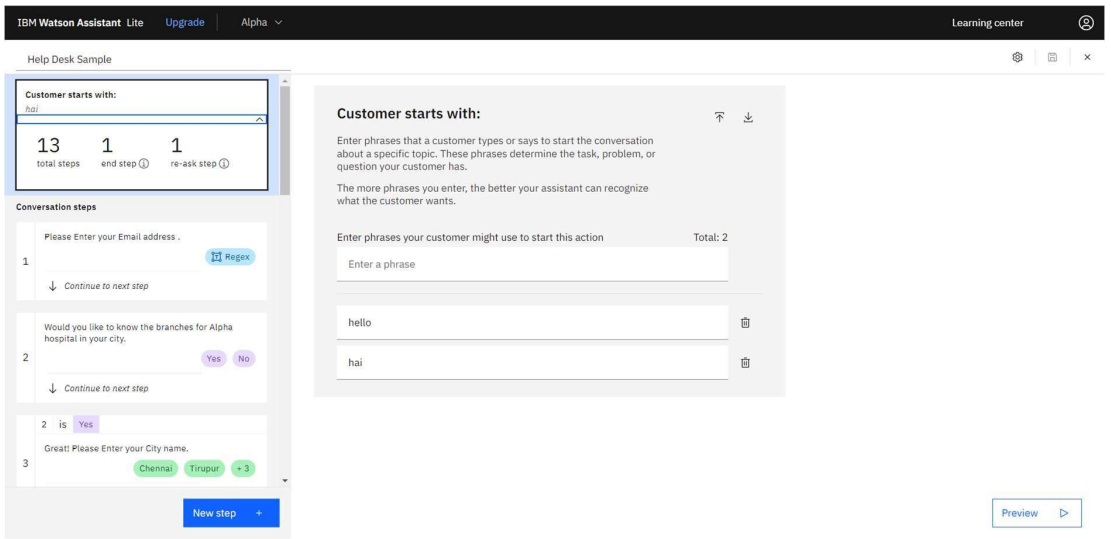 IBM Watson Assistant Lite Upgrade Alpha Learning center
Help Desk Sample
Customer starts with:
hai
13 1 1
total steps end step re-ask step
Conversation steps
1
Please Enter your Email address .
Regex
Continue to next step
2
Would you like to know the branches for Alpha
hospital in your city.
Yes No
Continue to next step
2 is Yes
3
Great! Please Enter your City name.
Chennai Tirupur + 3
New step +
Customer starts with:
Enter phrases that a customer types or says to start the conversation
about a specific topic. These phrases determine the task, problem, or
question your customer has.
The more phrases you enter, the better your assistant can recognize
what the customer wants.
Enter phrases your customer might use to start this action Total: 2
Enter a phrase
hello
hai
Preview